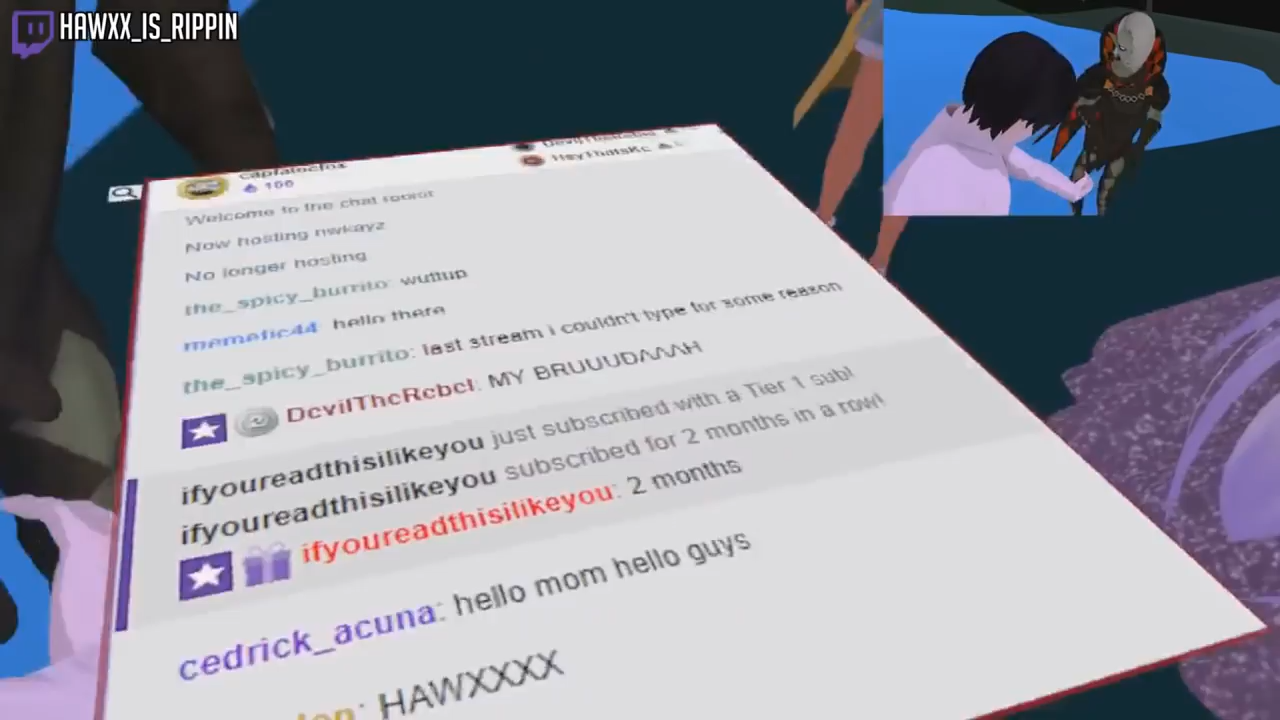 HAWXX_IS_RIPPIN
100
HeyThatsKc
Welcome to the chat room!
Now hosting nwkayz
No longer hosting
the_spicy_burrito: wuttup
memetic44: hello there
the_spicy_burrito: last stream i couldn't type for some reason
DevilTheRebel: MY BRUUUDAAAH
ifyoureadthisilikeyou just subscribed with a Tier 1 sub!
ifyoureadthisilikeyou subscribed for 2 months in a row!
ifyoureadthisilikeyou: 2 months
cedrick_acuna: hello mom hello guys
HAWXXXX